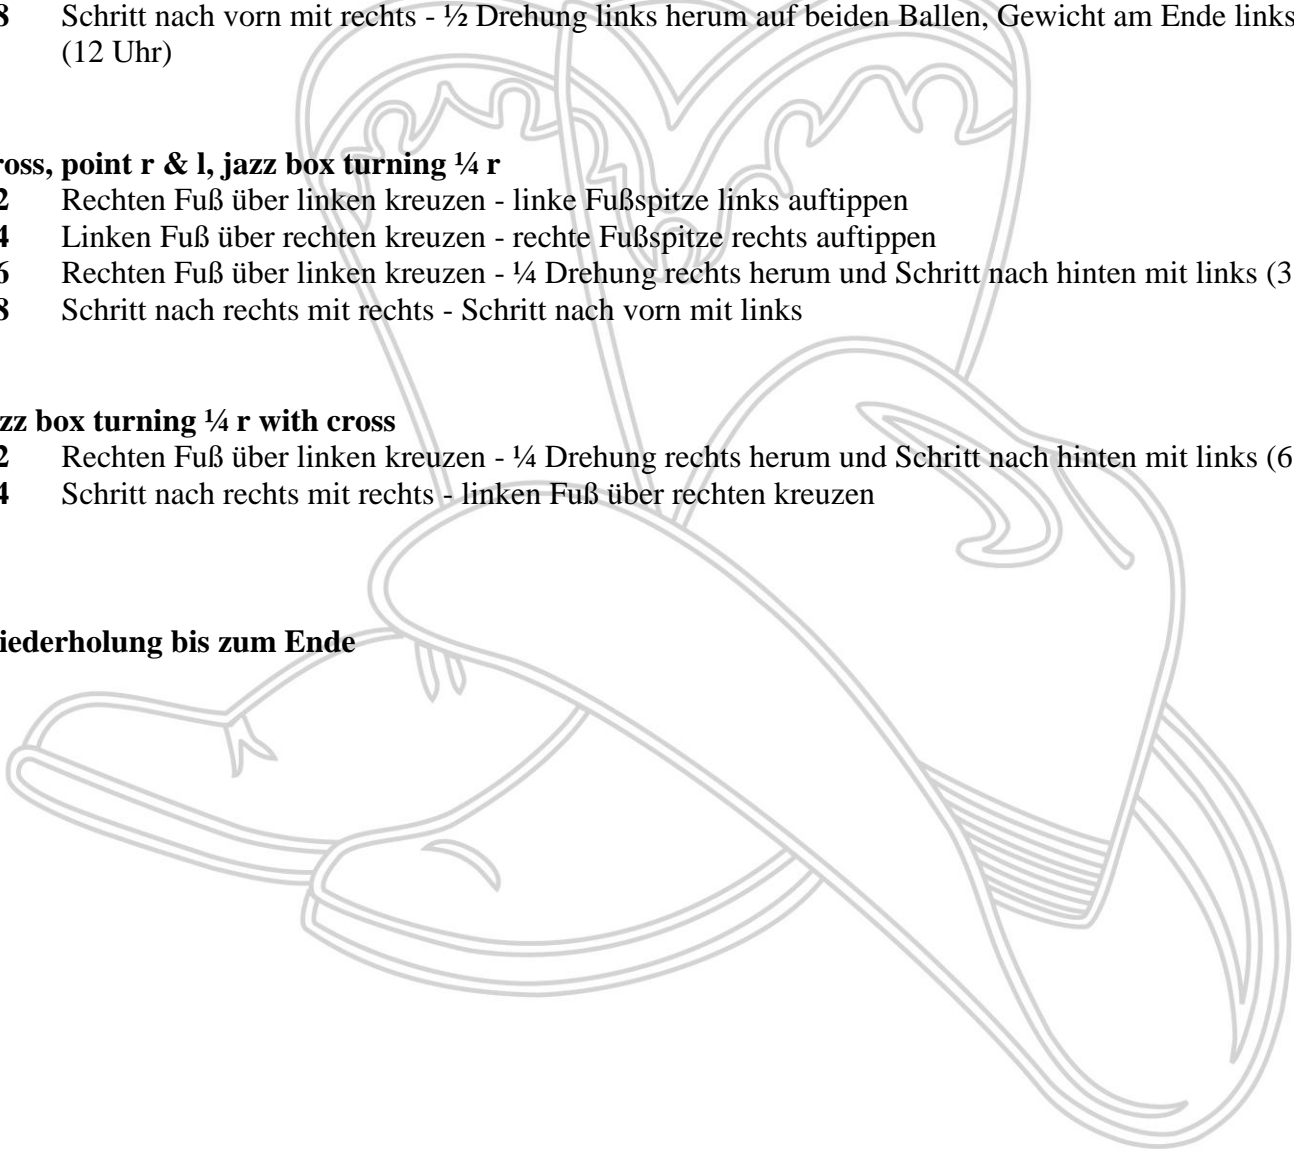 8 Schritt nach vorn mit rechts - ½ Drehung links herum auf beiden Ballen, Gewicht am Ende links
(12 Uhr)
ross, point r & l, jazz box turning ¼ r
2 Rechten Fuß über linken kreuzen - linke Fußspitze links auftippen
4 Linken Fuß über rechten kreuzen - rechte Fußspitze rechts auftippen
6 Rechten Fuß über linken kreuzen - ¼ Drehung rechts herum und Schritt nach hinten mit links (3
8 Schritt nach rechts mit rechts - Schritt nach vorn mit links
zz box turning ¼ r with cross
2 Rechten Fuß über linken kreuzen - ¼ Drehung rechts herum und Schritt nach hinten mit links (6
4 Schritt nach rechts mit rechts - linken Fuß über rechten kreuzen
iederholung bis zum Ende